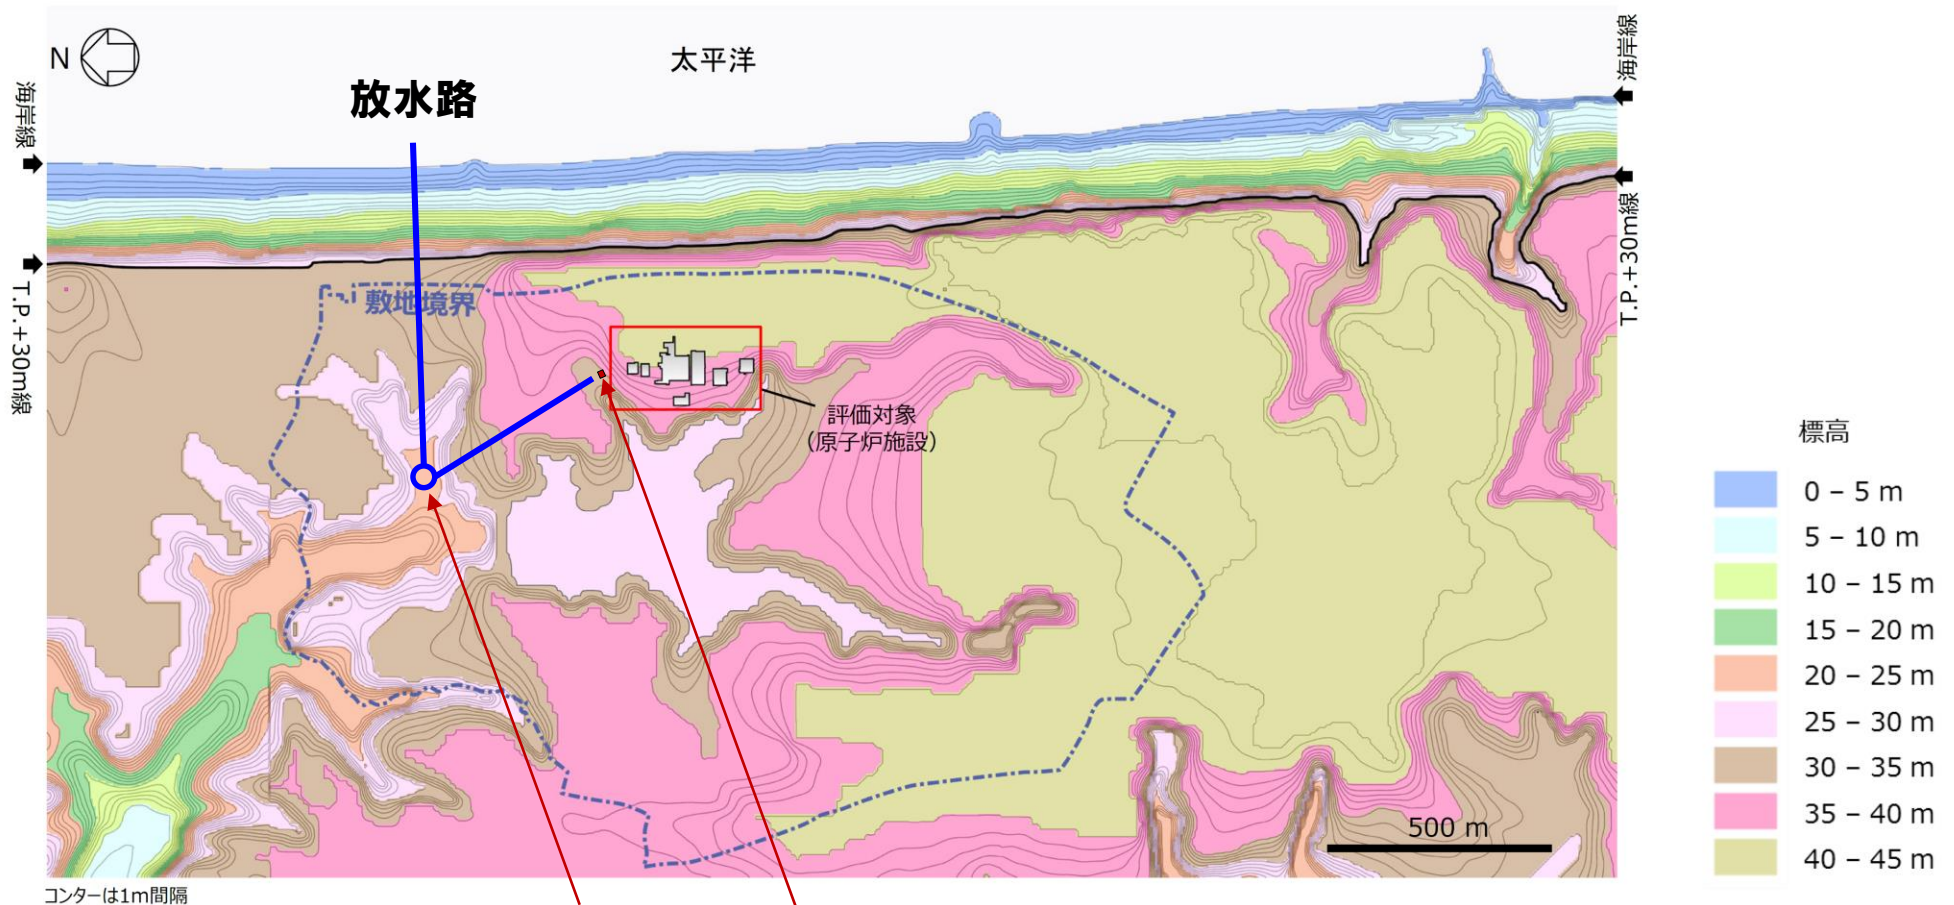 N
太平洋
放水路
海岸線
海岸線
T.P.+30m線
T.P.+30m線
敷地境界
評価対象
(原子炉施設)
標高
0 – 5 m
5 – 10 m
10 – 15 m
15 – 20 m
20 – 25 m
25 – 30 m
30 – 35 m
35 – 40 m
40 – 45 m
500 m
コンターは1m間隔